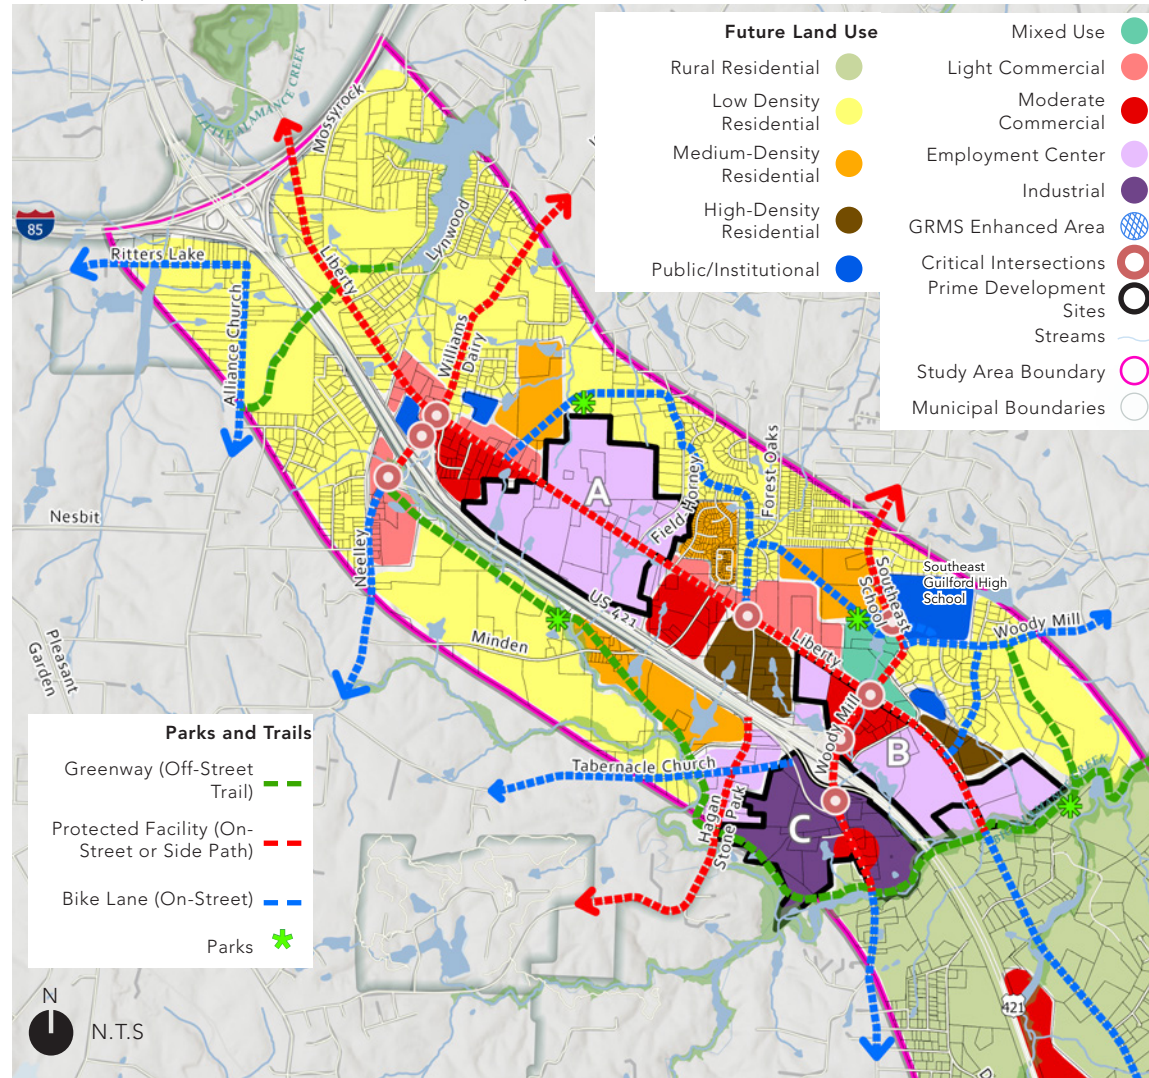 Future Land Use
Rural Residential
Low Density
Residential
Medium-Density
Residential
High-Density
Residential
Public/Institutional
Mixed Use
Light Commercial
Moderate
Commercial
Employment Center
Industrial
GRMS Enhanced Area
Critical Intersections
Prime Development
Sites
Streams
Study Area Boundary
Municipal Boundaries
LITTLE ALAMANCE CREEK
Mossyrock
85
Ritters Lake
Liberty
Lynwood
Alliance Church
Williams
Dairy
Nesbit
Neelley
A
Field Horney
Forest Oaks
Southeast
School
Southeast
Guilford High
School
Woody Mill
US 421
Minden
Pleasant
Garden
Liberty
Woody Mill
B
Tabernacle Church
Hagan
Stone Park
C
CREEK
421
Parks and Trails
Greenway (Off-Street
Trail)
Protected Facility (On-
Street or Side Path)
Bike Lane (On-Street)
Parks
N
N.T.S